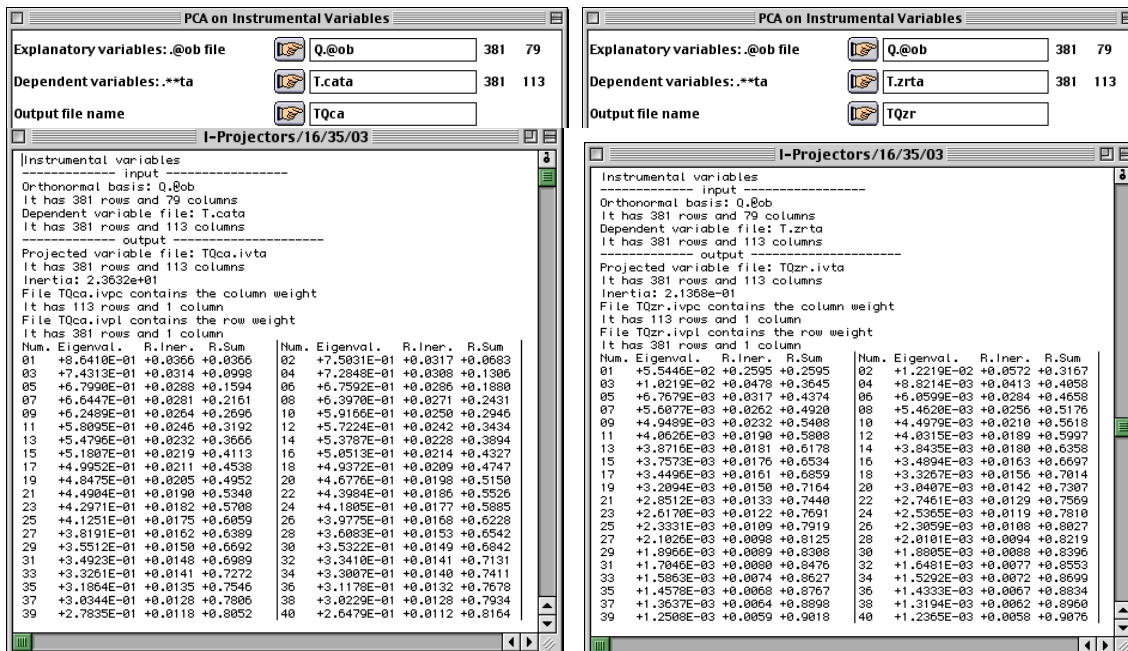 PCA on Instrumental Variables
Explanatory variables: .@ob file Q.@ob 381 79
Dependent variables: .**ta T.cata 381 113
Output file name TQca
I-Projectors/16/35/03
Instrumental variables
------------- input ------------------
Orthonormal basis: Q.@ob
It has 381 rows and 79 columns
Dependent variable file: T.cata
It has 381 rows and 113 columns
------------- output ----------------------
Projected variable file: TQca.ivta
It has 381 rows and 113 columns
Inertia: 2.3632e+01
File TQca.ivpc contains the column weight
It has 113 rows and 1 column
File TQca.ivpl contains the row weight
It has 381 rows and 1 column
Num. Eigenval. R.Iner. R.Sum |Num. Eigenval. R.Iner. R.Sum |
01 +8.6410E-01 +0.0366 +0.0366 |02 +7.5031E-01 +0.0317 +0.0683 |
03 +7.4313E-01 +0.0314 +0.0998 |04 +7.2848E-01 +0.0308 +0.1306 |
05 +6.7990E-01 +0.0288 +0.1594 |06 +6.7592E-01 +0.0286 +0.1880 |
07 +6.6447E-01 +0.0281 +0.2161 |08 +6.3970E-01 +0.0271 +0.2431 |
09 +6.2489E-01 +0.0264 +0.2696 |10 +5.9166E-01 +0.0250 +0.2946 |
11 +5.8095E-01 +0.0246 +0.3192 |12 +5.7224E-01 +0.0242 +0.3434 |
13 +5.4796E-01 +0.0232 +0.3666 |14 +5.3787E-01 +0.0228 +0.3894 |
15 +5.1807E-01 +0.0219 +0.4113 |16 +5.0513E-01 +0.0214 +0.4327 |
17 +4.9952E-01 +0.0211 +0.4538 |18 +4.9372E-01 +0.0209 +0.4747 |
19 +4.8475E-01 +0.0205 +0.4952 |20 +4.6776E-01 +0.0198 +0.5150 |
21 +4.4904E-01 +0.0190 +0.5340 |22 +4.3984E-01 +0.0186 +0.5526 |
23 +4.2971E-01 +0.0182 +0.5708 |24 +4.1805E-01 +0.0177 +0.5885 |
25 +4.1251E-01 +0.0175 +0.6059 |26 +3.9775E-01 +0.0168 +0.6228 |
27 +3.8191E-01 +0.0162 +0.6389 |28 +3.6083E-01 +0.0153 +0.6542 |
29 +3.5512E-01 +0.0150 +0.6692 |30 +3.5322E-01 +0.0149 +0.6842 |
31 +3.4923E-01 +0.0148 +0.6989 |32 +3.3410E-01 +0.0141 +0.7131 |
33 +3.3261E-01 +0.0141 +0.7272 |34 +3.3007E-01 +0.0140 +0.7411 |
35 +3.1864E-01 +0.0135 +0.7546 |36 +3.1178E-01 +0.0132 +0.7678 |
37 +3.0344E-01 +0.0128 +0.7806 |38 +3.0229E-01 +0.0128 +0.7934 |
39 +2.7835E-01 +0.0118 +0.8052 |40 +2.6479E-01 +0.0112 +0.8164 |
PCA on Instrumental Variables
Explanatory variables: .@ob file Q.@ob 381 79
Dependent variables: .**ta T.zrta 381 113
Output file name TQzr
I-Projectors/16/35/03
Instrumental variables
------------- input ------------------
Orthonormal basis: Q.@ob
It has 381 rows and 79 columns
Dependent variable file: T.zrta
It has 381 rows and 113 columns
------------- output ----------------------
Projected variable file: TQzr.ivta
It has 381 rows and 113 columns
Inertia: 2.1368e-01
File TQzr.ivpc contains the column weight
It has 113 rows and 1 column
File TQzr.ivpl contains the row weight
It has 381 rows and 1 column
Num. Eigenval. R.Iner. R.Sum |Num. Eigenval. R.Iner. R.Sum |
01 +5.5446E-02 +0.2595 +0.2595 |02 +1.2219E-02 +0.0572 +0.3167 |
03 +1.0219E-02 +0.0478 +0.3645 |04 +8.8214E-03 +0.0413 +0.4058 |
05 +6.7679E-03 +0.0317 +0.4374 |06 +6.0599E-03 +0.0284 +0.4658 |
07 +5.6077E-03 +0.0262 +0.4920 |08 +5.4620E-03 +0.0256 +0.5176 |
09 +4.9489E-03 +0.0232 +0.5408 |10 +4.4979E-03 +0.0210 +0.5618 |
11 +4.0626E-03 +0.0190 +0.5808 |12 +4.0315E-03 +0.0189 +0.5997 |
13 +3.8716E-03 +0.0181 +0.6178 |14 +3.8435E-03 +0.0180 +0.6358 |
15 +3.7573E-03 +0.0176 +0.6534 |16 +3.4894E-03 +0.0163 +0.6697 |
17 +3.4496E-03 +0.0161 +0.6859 |18 +3.3267E-03 +0.0156 +0.7014 |
19 +3.2094E-03 +0.0150 +0.7164 |20 +3.0407E-03 +0.0142 +0.7307 |
21 +2.8512E-03 +0.0133 +0.7440 |22 +2.7461E-03 +0.0129 +0.7569 |
23 +2.6170E-03 +0.0122 +0.7691 |24 +2.5365E-03 +0.0119 +0.7810 |
25 +2.3331E-03 +0.0109 +0.7919 |26 +2.3059E-03 +0.0108 +0.8027 |
27 +2.1026E-03 +0.0098 +0.8125 |28 +2.0101E-03 +0.0094 +0.8219 |
29 +1.8966E-03 +0.0089 +0.8308 |30 +1.8805E-03 +0.0088 +0.8396 |
31 +1.7046E-03 +0.0080 +0.8476 |32 +1.6481E-03 +0.0077 +0.8553 |
33 +1.5863E-03 +0.0074 +0.8627 |34 +1.5292E-03 +0.0072 +0.8699 |
35 +1.4578E-03 +0.0068 +0.8767 |36 +1.4333E-03 +0.0067 +0.8834 |
37 +1.3637E-03 +0.0064 +0.8898 |38 +1.3194E-03 +0.0062 +0.8960 |
39 +1.2508E-03 +0.0059 +0.9018 |40 +1.2365E-03 +0.0058 +0.9076 |